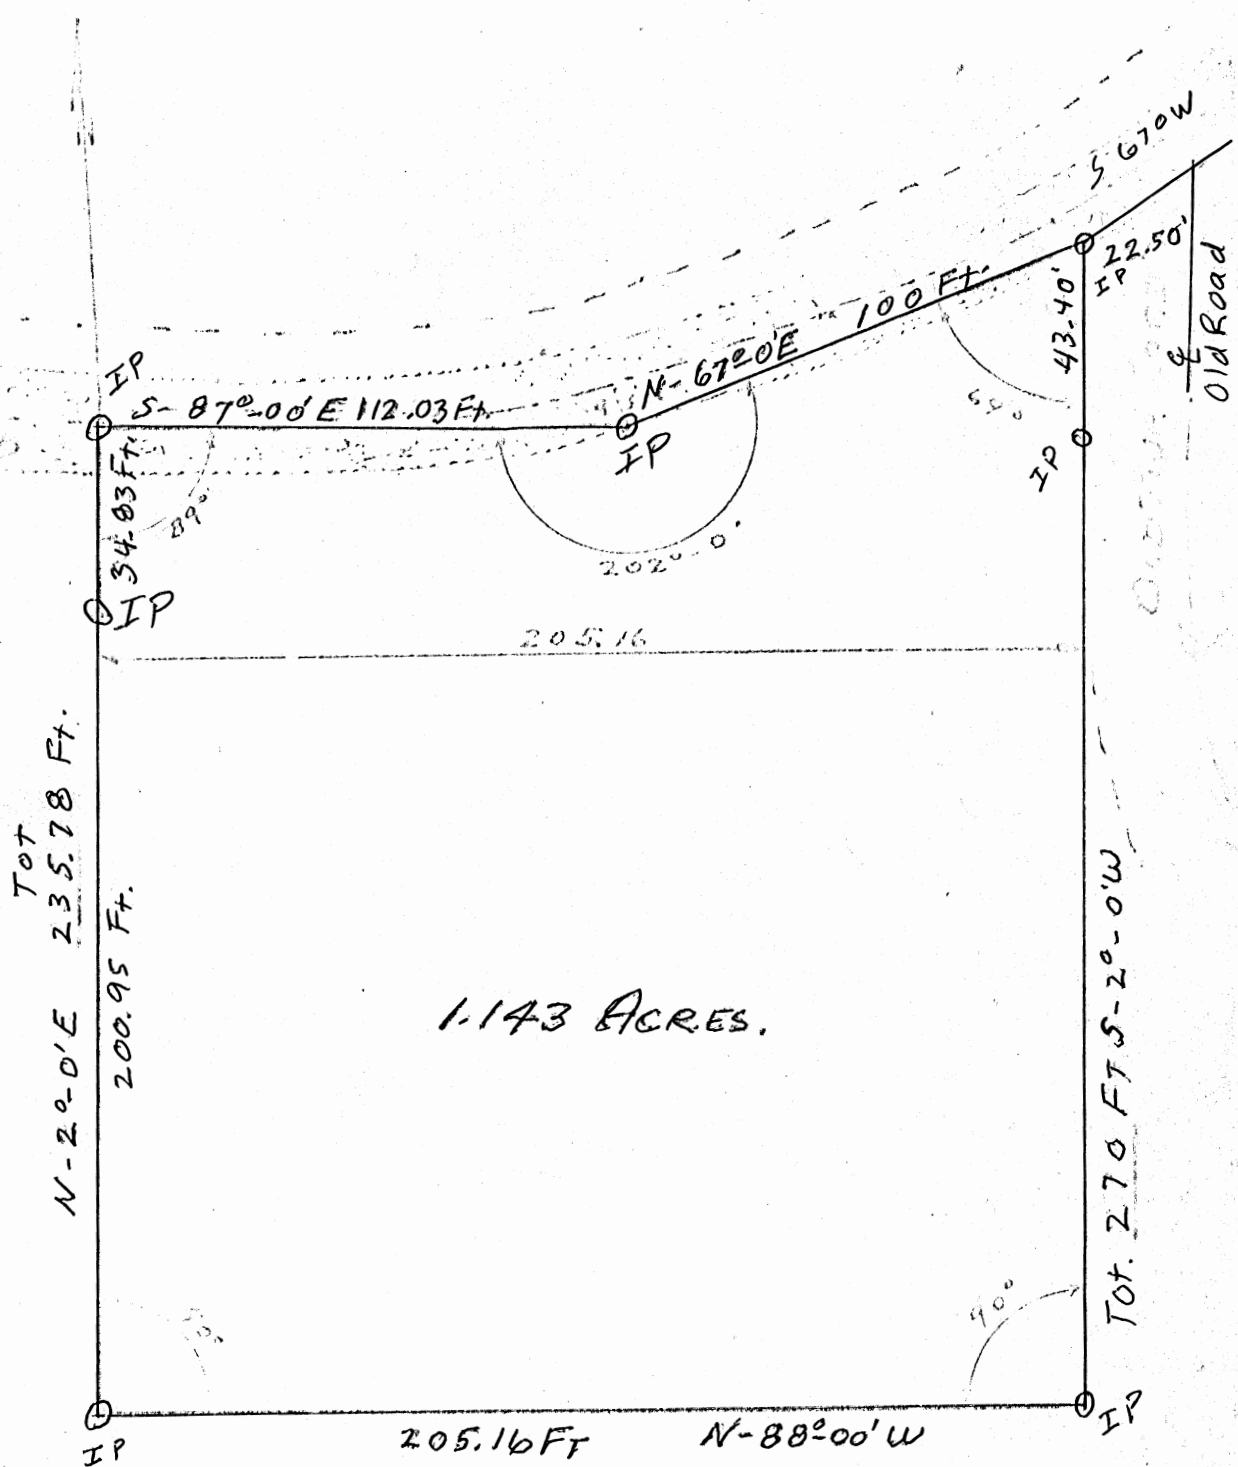 S 67° W
22.50'
IP
Old Road
43.40'
100 Ft.
N- 67°-0'E
IP
S- 87°-00' E 112.03 Ft.
IP
IP
89°
34.83 Ft.
202°-0'
IP
205.16
Tot
N-2°-0'E 235.78 Ft.
200.95 Ft.
1.143 ACRES.
Tot. 270 FT S-2°-0'W
90°
IP
IP
205.16 FT N-88°-00' W